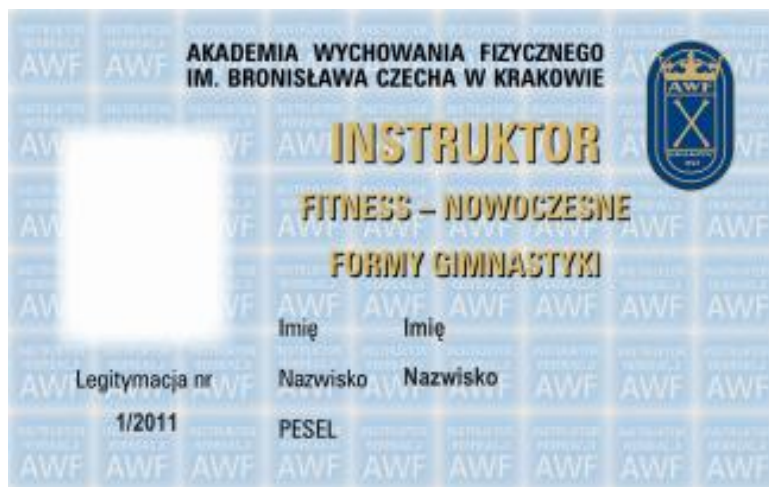 AKADEMIA WYCHOWANIA FIZYCZNEGO
IM. BRONISŁAWA CZECHA W KRAKOWIE
AWF
INSTRUKTOR
FITNESS – NOWOCZESNE
FORMY GIMNASTYKI
Imię Imię
Legitymacja nr Nazwisko Nazwisko
1/2011 PESEL